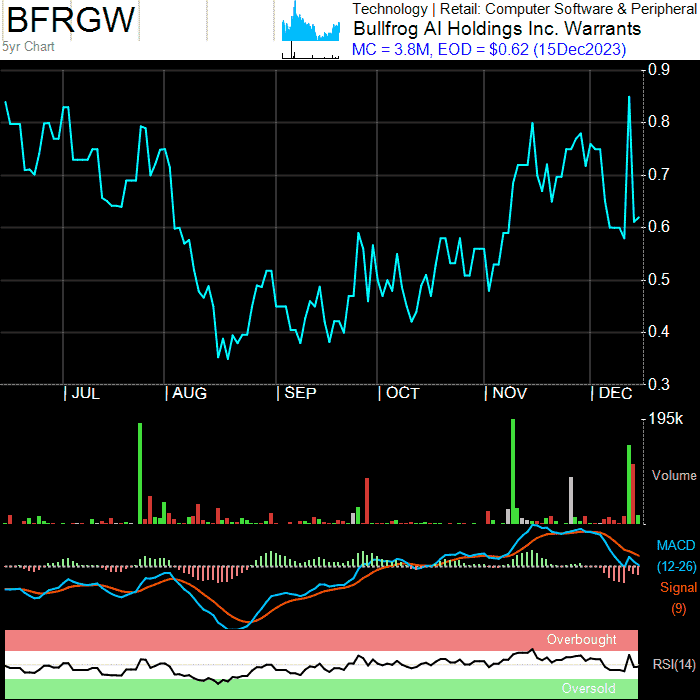 BFRGW
5yr Chart
Technology | Retail: Computer Software & Peripheral
Bullfrog AI Holdings Inc. Warrants
MC = 3.8M, EOD = $0.62 (15Dec2023)
0.9
0.8
0.7
0.6
0.5
0.4
0.3
| JUL | AUG | SEP | OCT | NOV | DEC
195k
Volume
MACD
(12-26)
Signal
(9)
Overbought
RSI(14)
Oversold